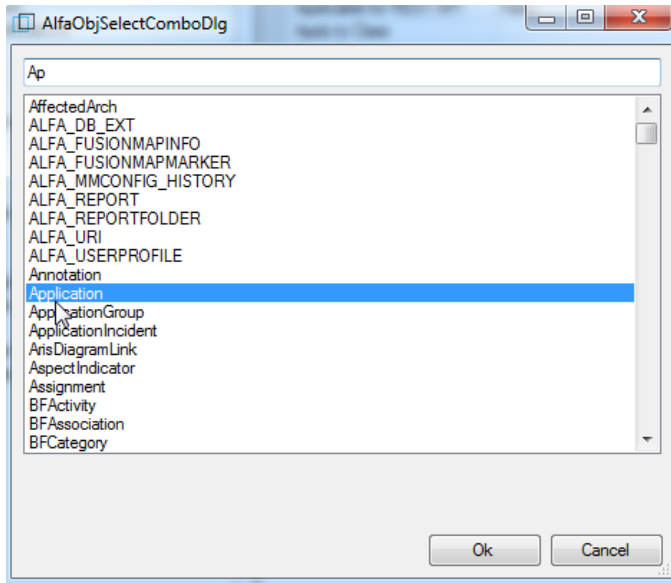 AlfaObjSelectComboDlg
Ap
AffectedArch
ALFA_DB_EXT
ALFA_FUSIONMAPINFO
ALFA_FUSIONMAPMARKER
ALFA_MMCONFIG_HISTORY
ALFA_REPORT
ALFA_REPORTFOLDER
ALFA_URI
ALFA_USERPROFILE
Annotation
Application
ApplicationGroup
ApplicationIncident
ArisDiagramLink
AspectIndicator
Assignment
BFActivity
BFAssociation
BFCategory
Ok
Cancel